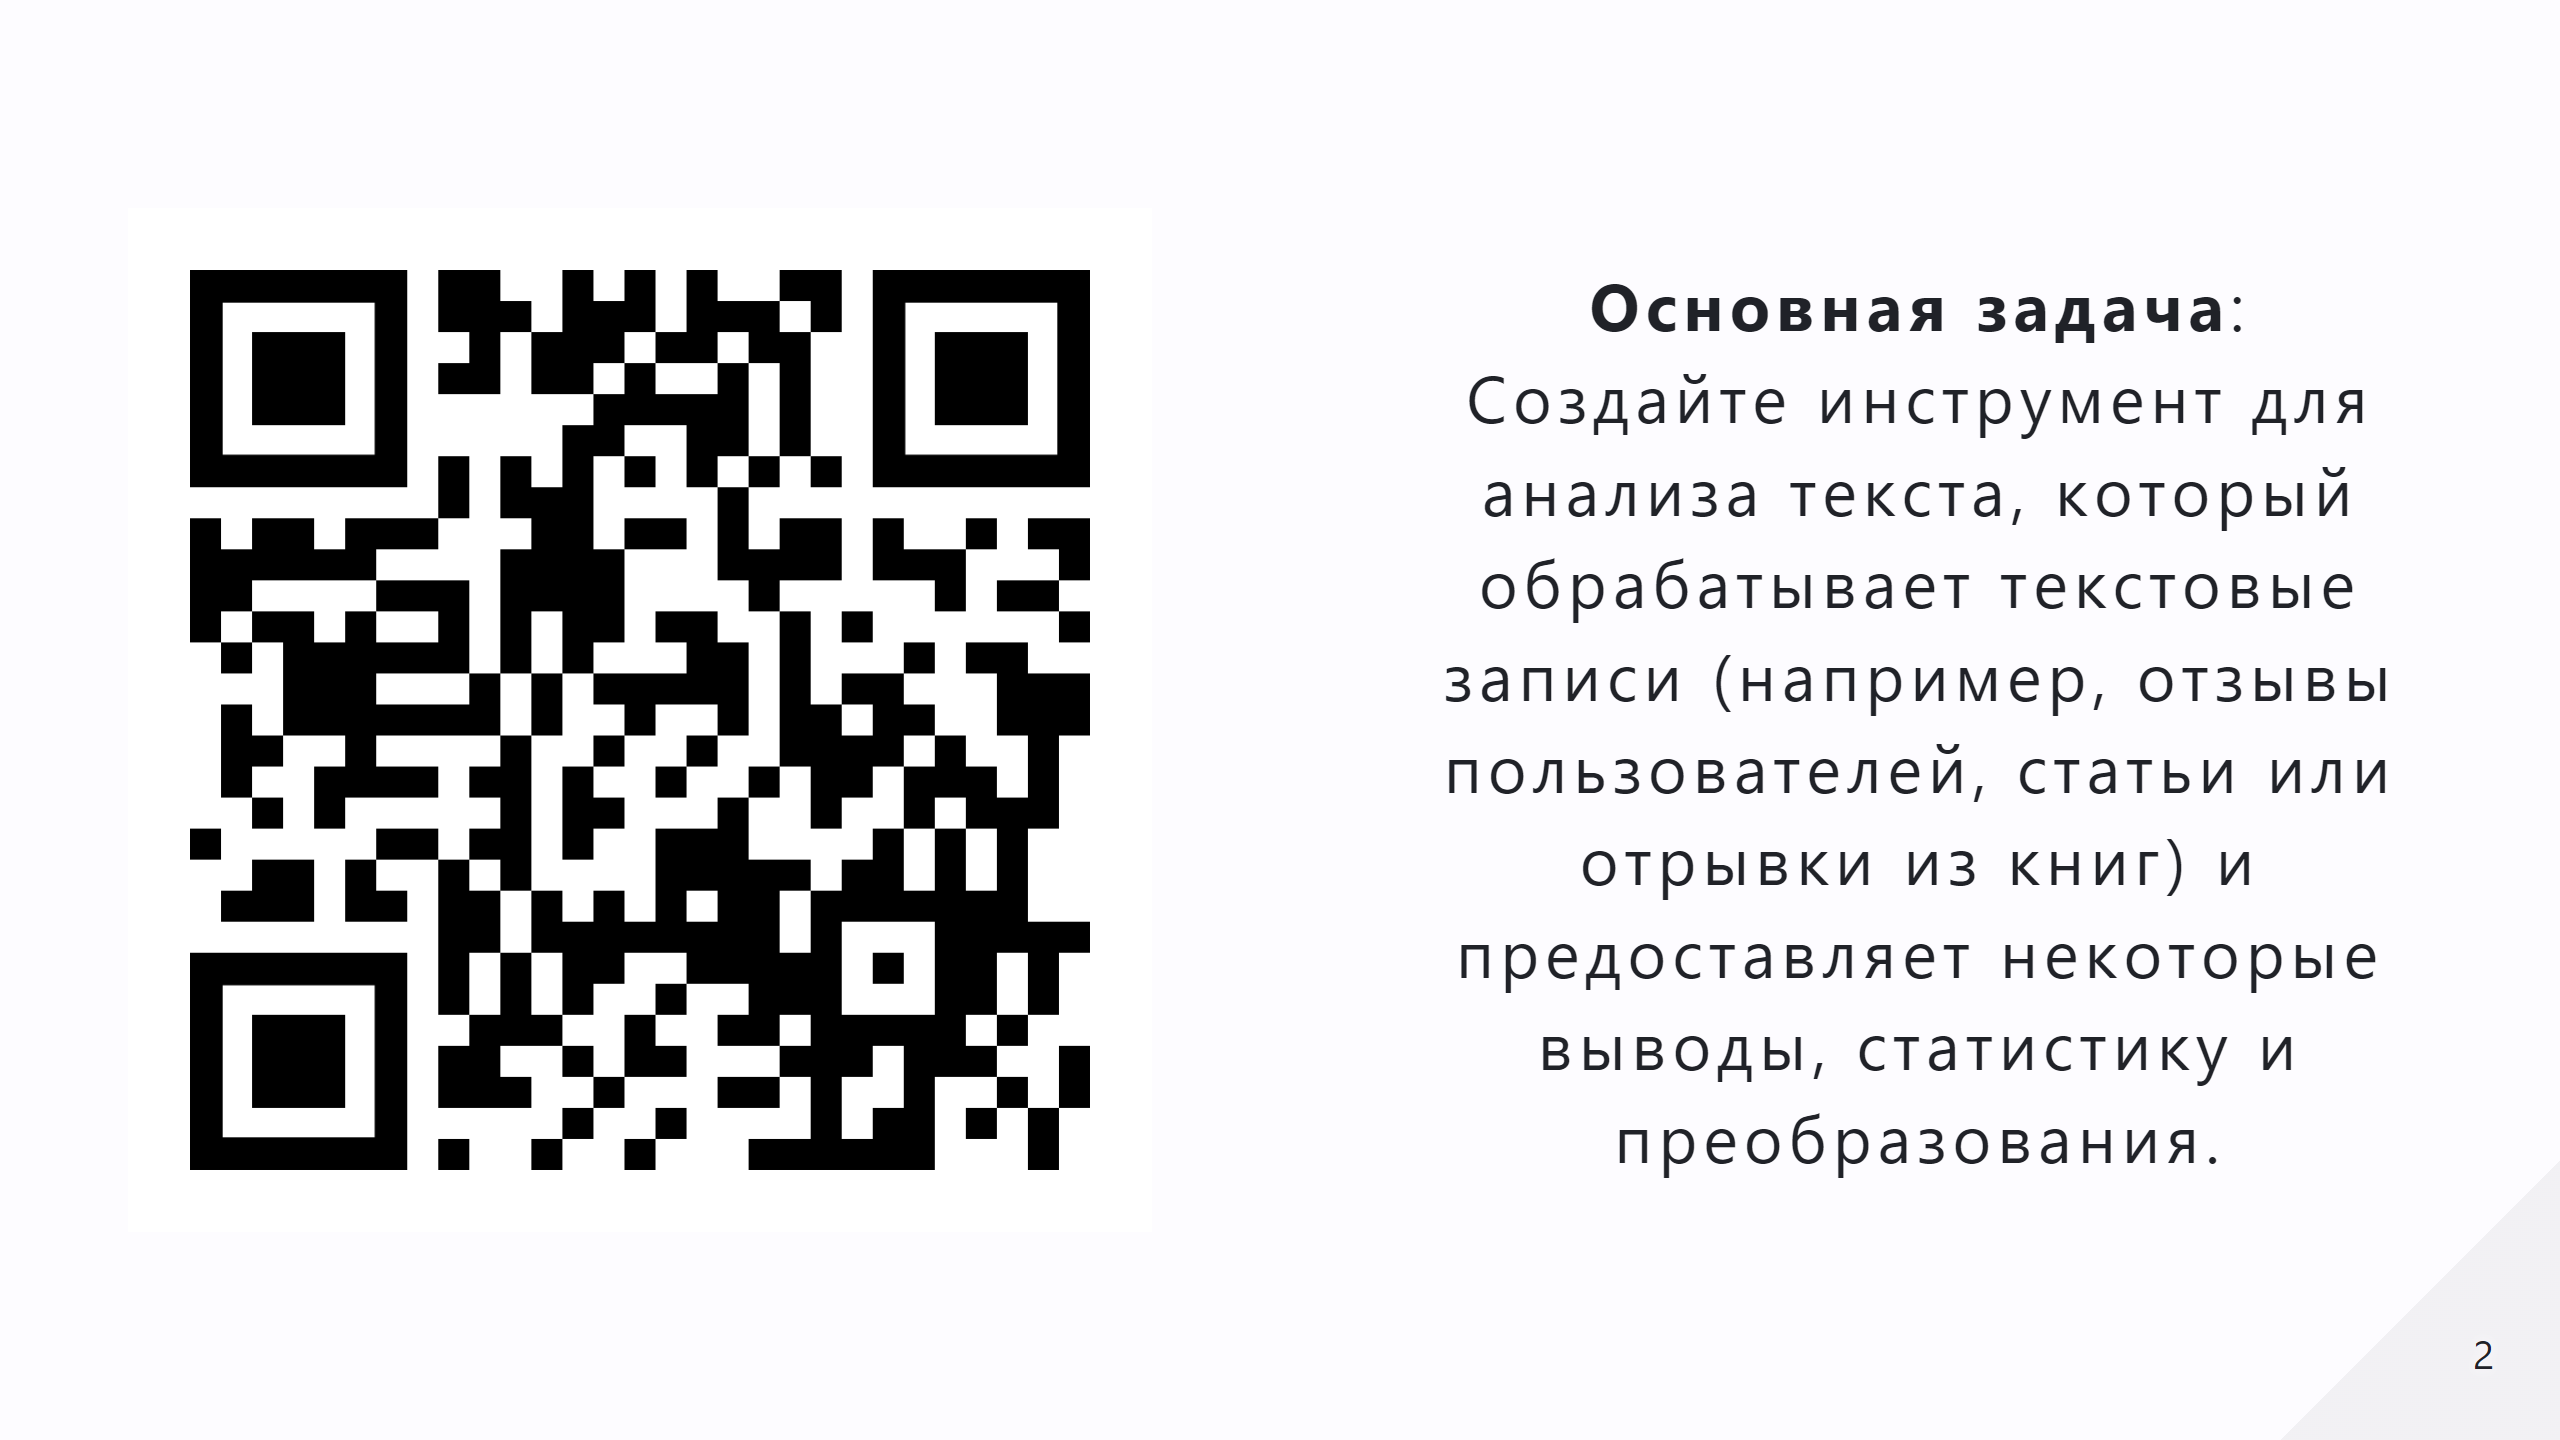 Основная задача:
Создайте инструмент для
анализа текста, который
обрабатывает текстовые
записи (например, отзывы
пользователей, статьи или
отрывки из книг) и
предоставляет некоторые
выводы, статистику и
преобразования.
2